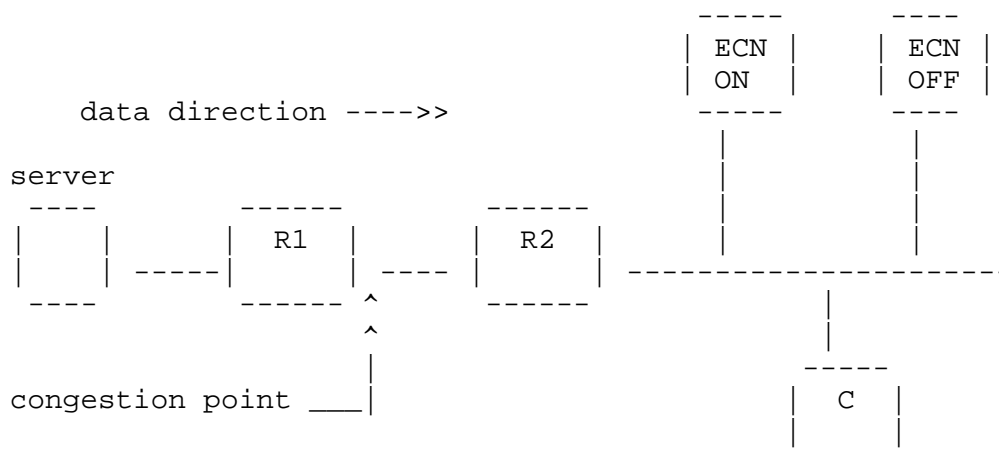 ECN ECN
ON OFF
data direction ---->>
server
R1 R2
congestion point
C